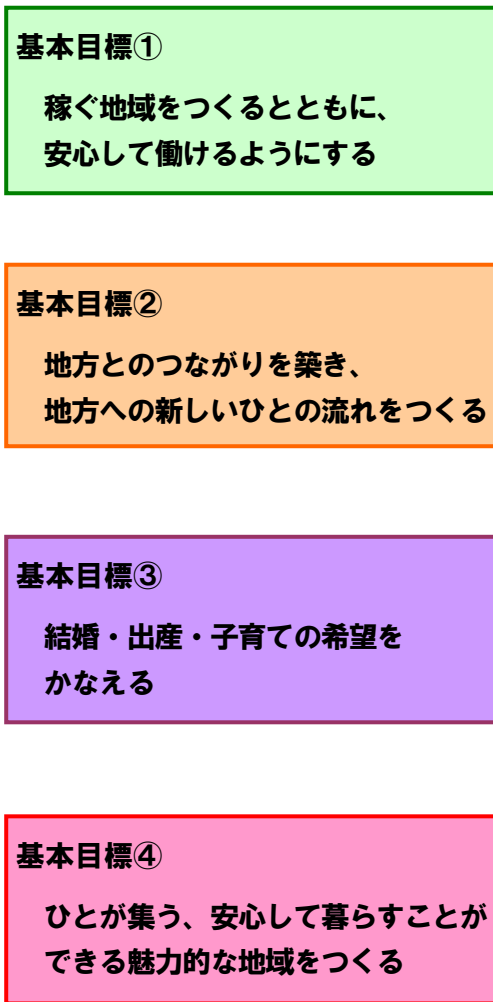 基本目標①
稼ぐ地域をつくるとともに、
安心して働けるようにする
基本目標②
地方とのつながりを築き、
地方への新しいひとの流れをつくる
基本目標③
結婚・出産・子育ての希望を
かなえる
基本目標④
ひとが集う、安心して暮らすことが
できる魅力的な地域をつくる